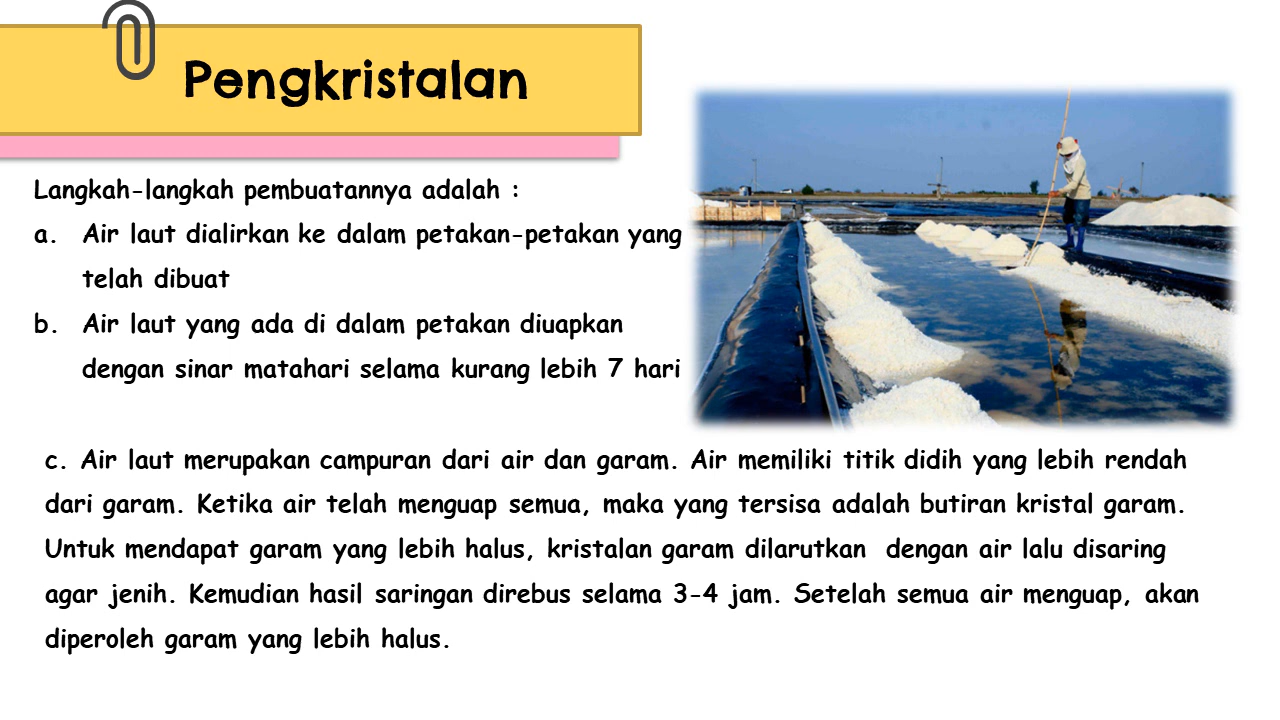 Pengkristalan
Langkah-langkah pembuatannya adalah :
a. Air laut dialirkan ke dalam petakan-petakan yang
telah dibuat
b. Air laut yang ada di dalam petakan diuapkan
dengan sinar matahari selama kurang lebih 7 hari
c. Air laut merupakan campuran dari air dan garam. Air memiliki titik didih yang lebih rendah
dari garam. Ketika air telah menguap semua, maka yang tersisa adalah butiran kristal garam.
Untuk mendapat garam yang lebih halus, kristalan garam dilarutkan  dengan air lalu disaring
agar jenih. Kemudian hasil saringan direbus selama 3-4 jam. Setelah semua air menguap, akan
diperoleh garam yang lebih halus.